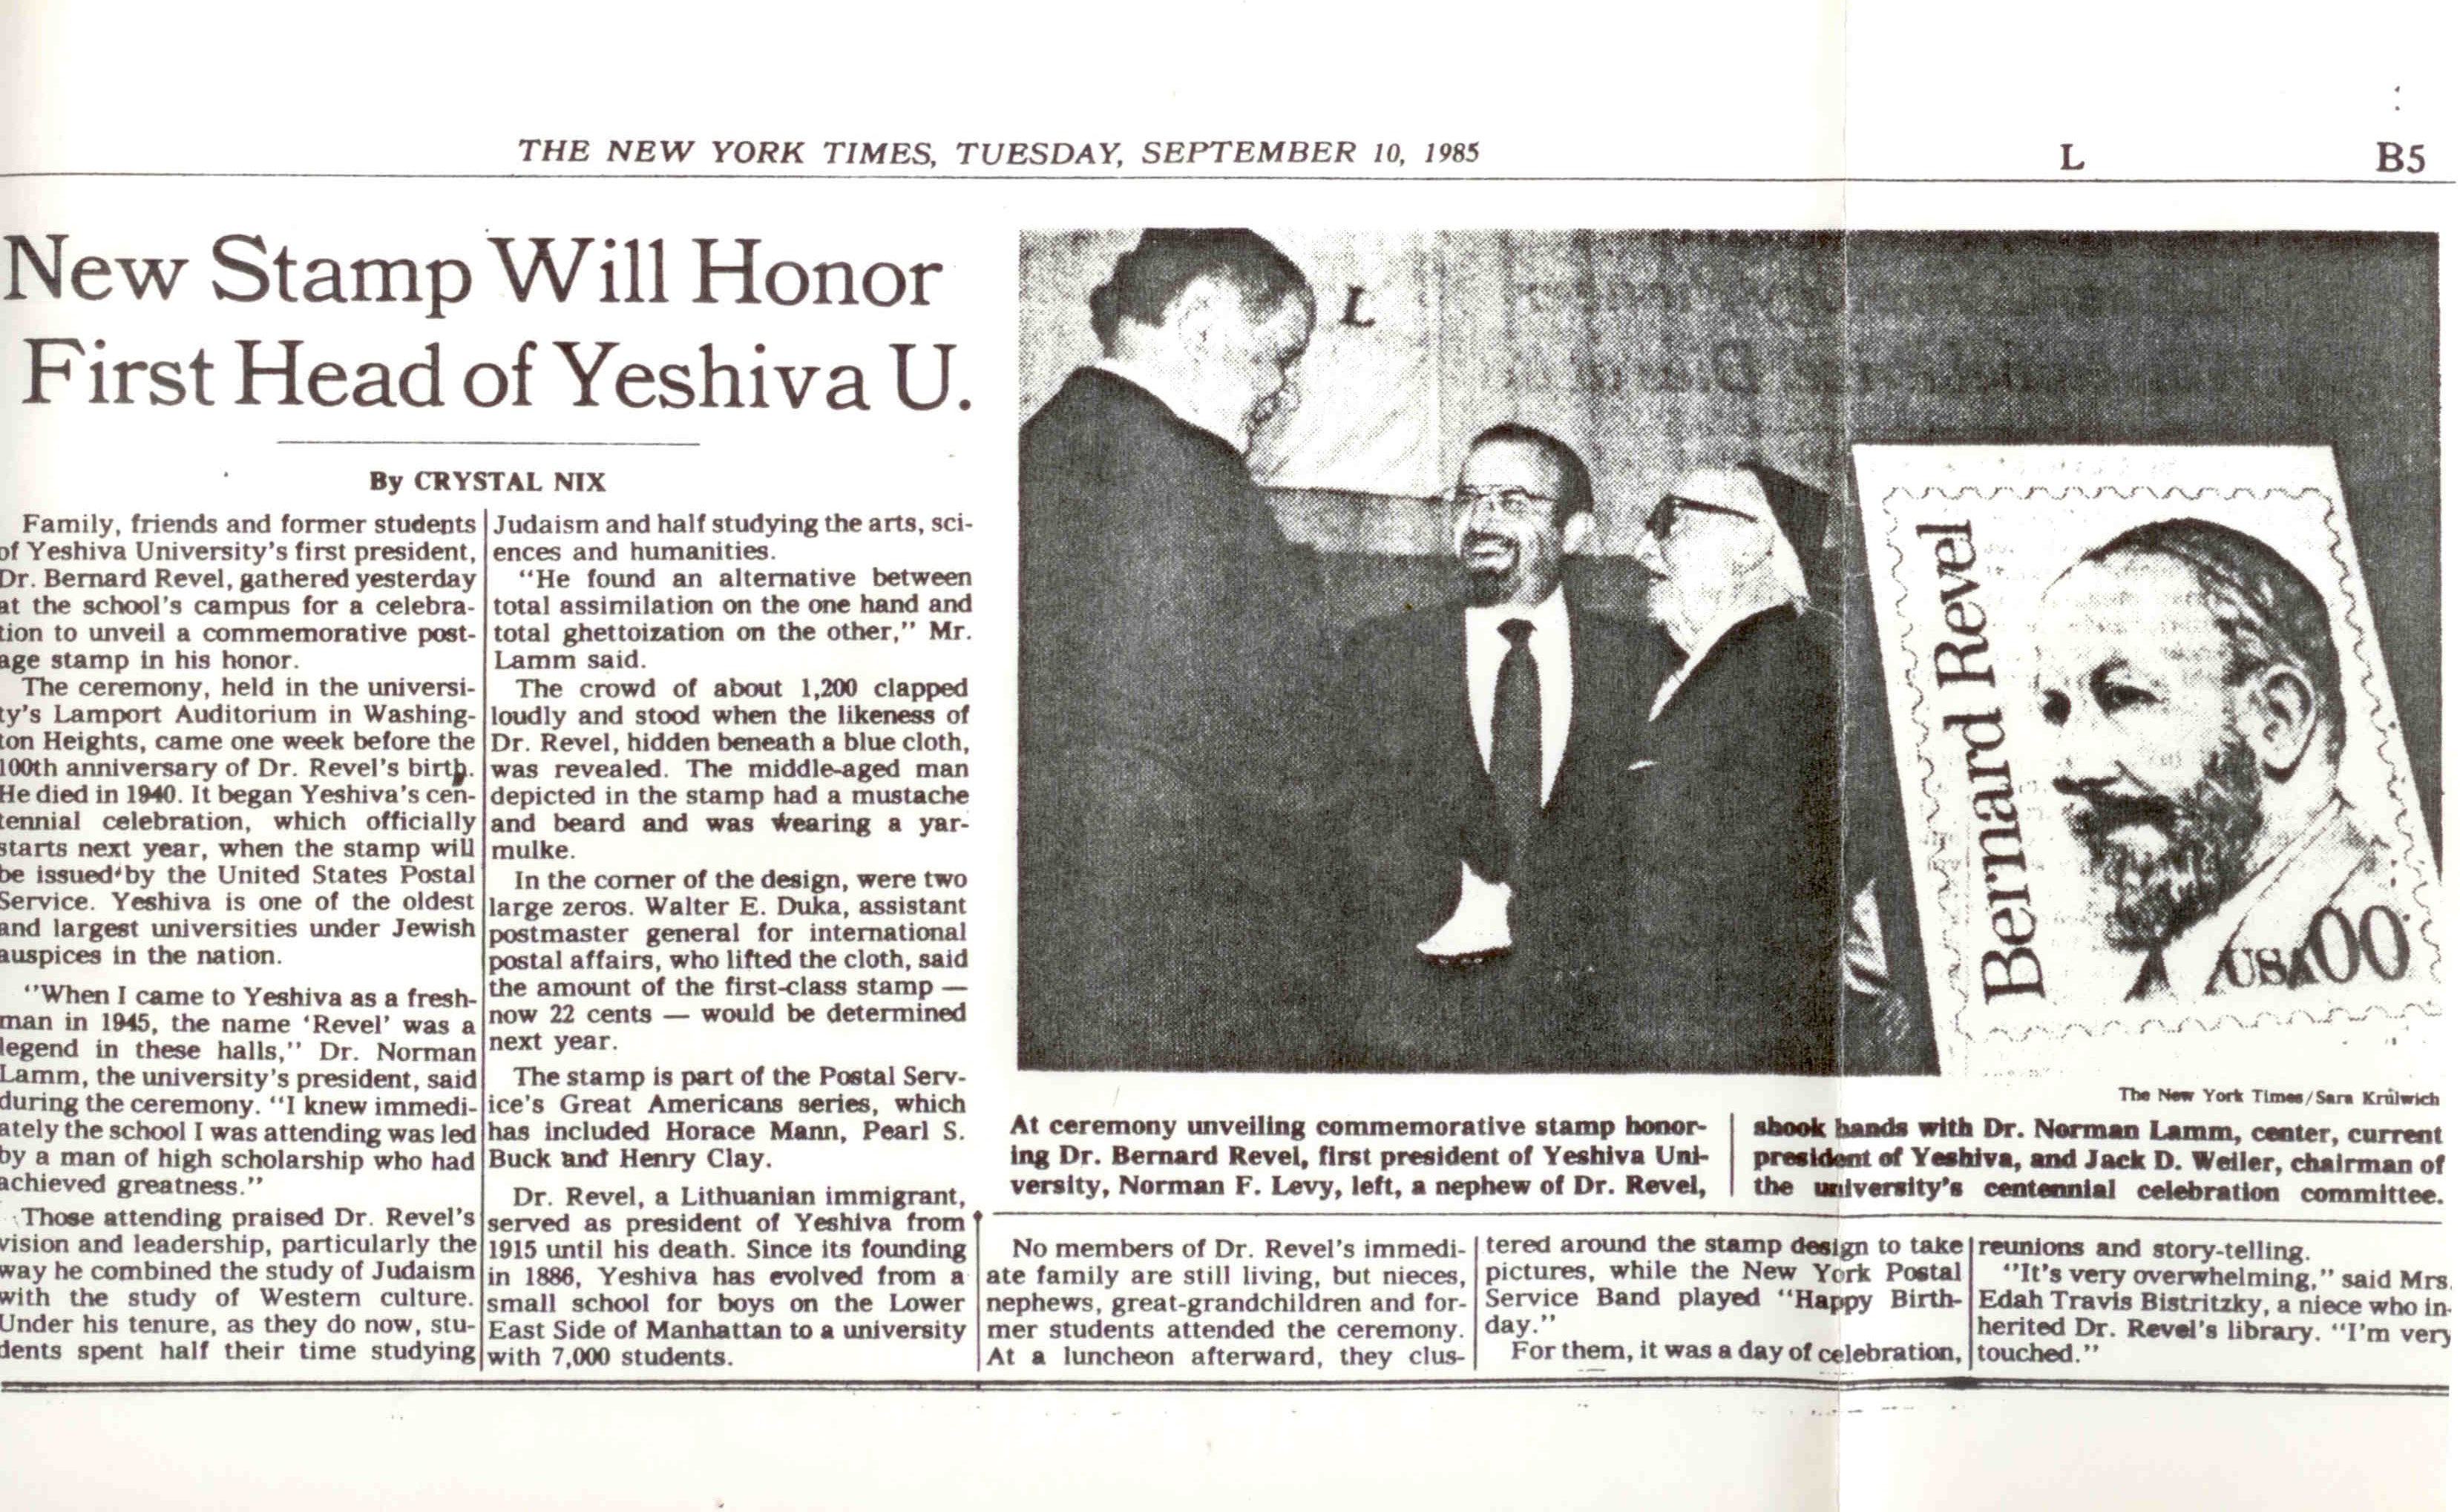 THE NEW YORK TIMES, TUESDAY, SEPTEMBER 10, 1985
L
B5
New Stamp Will Honor
First Head of Yeshiva U.
By CRYSTAL NIX
Family, friends and former students
of Yeshiva University's first president,
Dr. Bernard Revel, gathered yesterday
at the school's campus for a celebra-
tion to unveil a commemorative post-
age stamp in his honor.
The ceremony, held in the universi-
ty's Lamport Auditorium in Washing-
ton Heights, came one week before the
100th anniversary of Dr. Revel's birth.
He died in 1940. It began Yeshiva's cen-
tennial celebration, which officially
starts next year, when the stamp will
be issued by the United States Postal
Service. Yeshiva is one of the oldest
and largest universities under Jewish
auspices in the nation.
"When I came to Yeshiva as a fresh-
man in 1945, the name 'Revel' was a
legend in these halls," Dr. Norman
Lamm, the university's president, said
during the ceremony. "I knew immedi-
ately the school I was attending was led
by a man of high scholarship who had
achieved greatness."
Those attending praised Dr. Revel's
vision and leadership, particularly the
way he combined the study of Judaism
with the study of Western culture.
Under his tenure, as they do now, stu-
dents spent half their time studying
Judaism and half studying the arts, sci-
ences and humanities.
"He found an alternative between
total assimilation on the one hand and
total ghettoization on the other," Mr.
Lamm said.
The crowd of about 1,200 clapped
loudly and stood when the likeness of
Dr. Revel, hidden beneath a blue cloth,
was revealed. The middle-aged man
depicted in the stamp had a mustache
and beard and was wearing a yar-
mulke.
In the corner of the design, were two
large zeros. Walter E. Duka, assistant
postmaster general for international
postal affairs, who lifted the cloth, said
the amount of the first-class stamp —
now 22 cents — would be determined
next year.
The stamp is part of the Postal Serv-
ice's Great Americans series, which
has included Horace Mann, Pearl S.
Buck and Henry Clay.
Dr. Revel, a Lithuanian immigrant,
served as president of Yeshiva from
1915 until his death. Since its founding
in 1886, Yeshiva has evolved from a
small school for boys on the Lower
East Side of Manhattan to a university
with 7,000 students.
L
Bernard Revel
USA 00
The New York Times/Sara Krulwich
At ceremony unveiling commemorative stamp honor-
ing Dr. Bernard Revel, first president of Yeshiva Uni-
versity, Norman F. Levy, left, a nephew of Dr. Revel,
shook hands with Dr. Norman Lamm, center, current
president of Yeshiva, and Jack D. Weiler, chairman of
the university's centennial celebration committee.
No members of Dr. Revel's immedi-
ate family are still living, but nieces,
nephews, great-grandchildren and for-
mer students attended the ceremony.
At a luncheon afterward, they clus-
tered around the stamp design to take
pictures, while the New York Postal
Service Band played "Happy Birth-
day."
For them, it was a day of celebration,
reunions and story-telling.
"It's very overwhelming," said Mrs.
Edah Travis Bistritzky, a niece who in-
herited Dr. Revel's library. "I'm very
touched."